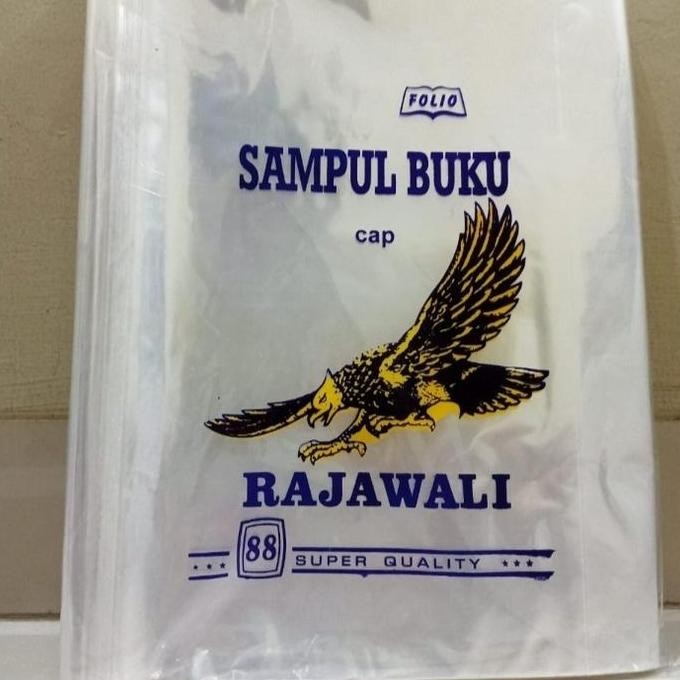 FOLIO
SAMPUL BUKU
cap
RAJAWALI
88 SUPER QUALITY